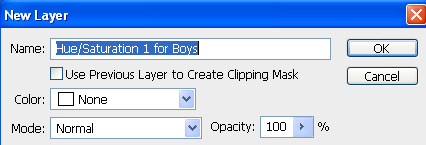 New Layer
Name: Hue/Saturation 1 for Boys OK
Use Previous Layer to Create Clipping Mask Cancel
Color: None
Mode: Normal Opacity: 100 %